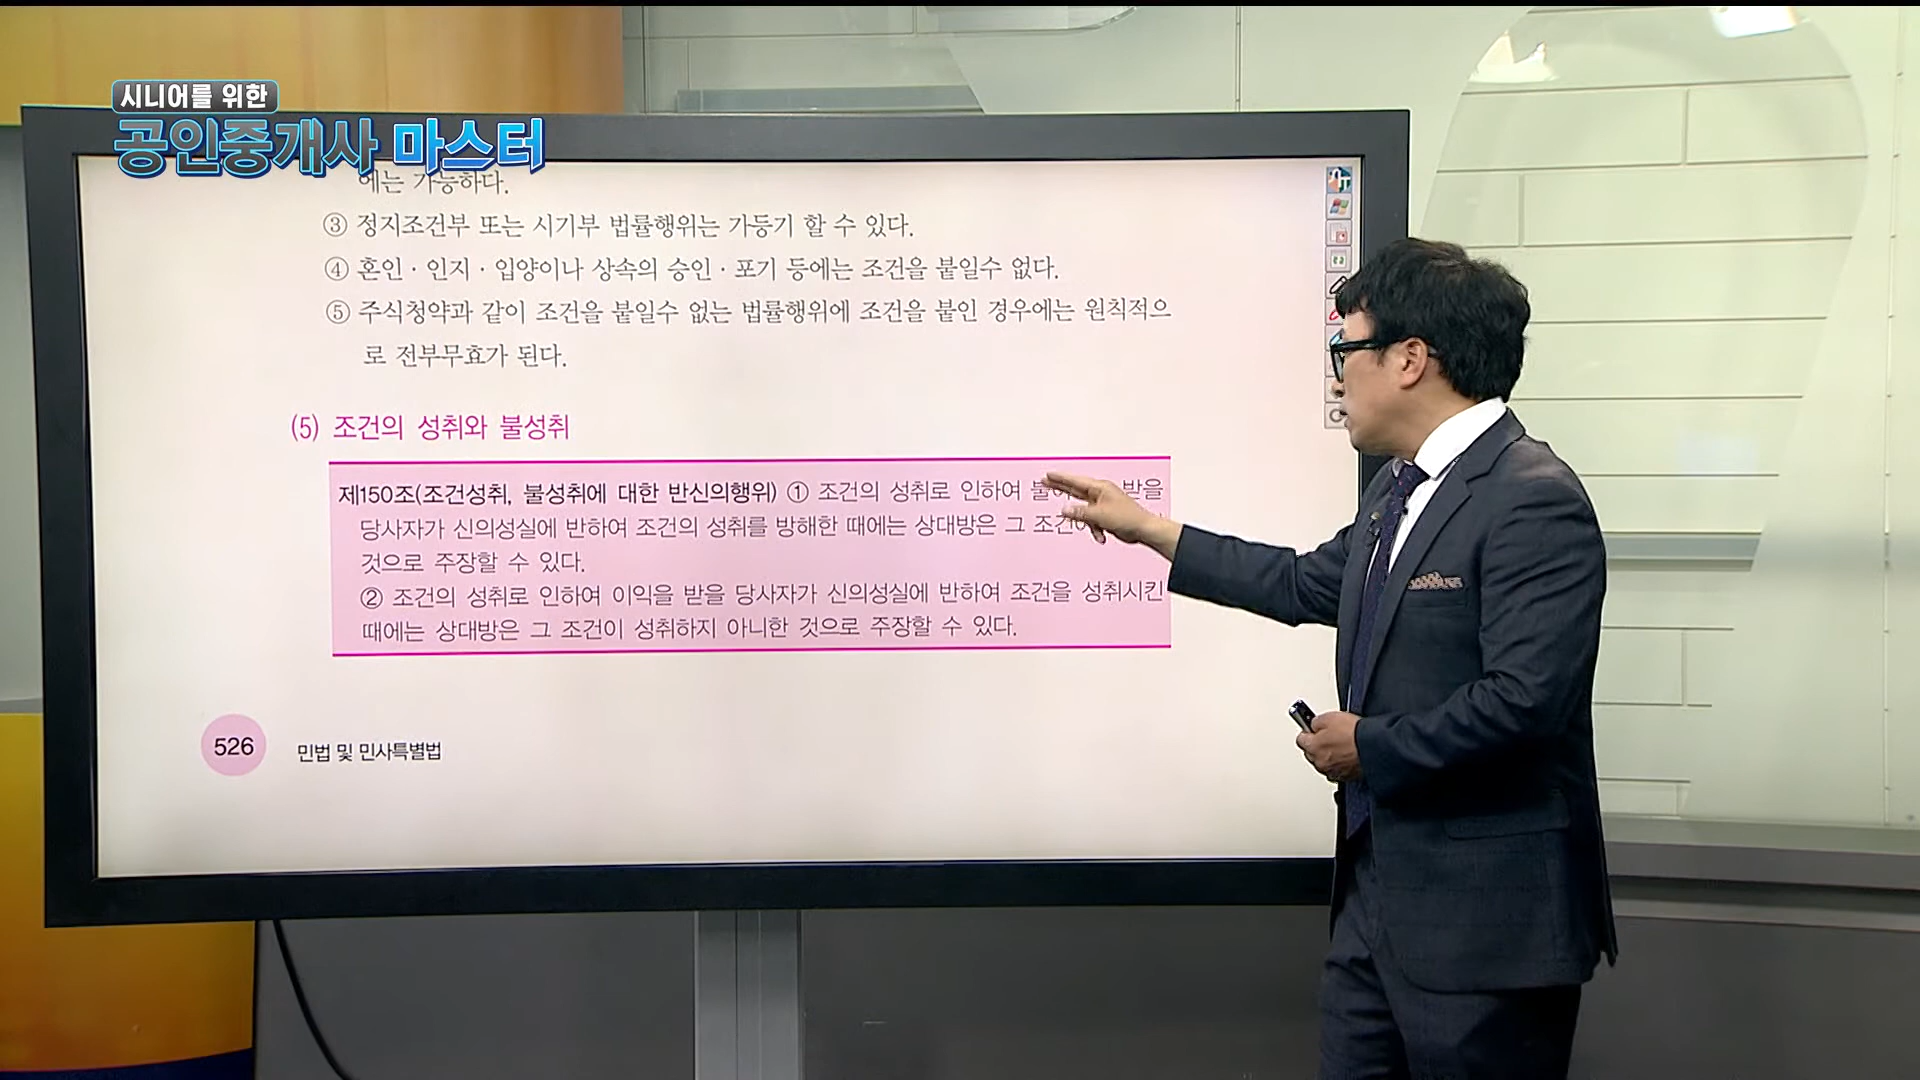 시니어를 위한
공인중개사 마스터
에는 가능하다.
③ 정지조건부 또는 시기부 법률행위는 가등기 할 수 있다.
④ 혼인 · 인지 · 입양이나 상속의 승인 · 포기 등에는 조건을 붙일수 없다.
⑤ 주식청약과 같이 조건을 붙일수 없는 법률행위에 조건을 붙인 경우에는 원칙적으
로 전부무효가 된다.
(5) 조건의 성취와 불성취
제150조(조건성취, 불성취에 대한 반신의행위) ① 조건의 성취로 인하여 받을
당사자가 신의성실에 반하여 조건의 성취를 방해한 때에는 상대방은 그
것으로 주장할 수 있다.
② 조건의 성취로 인하여 이익을 받을 당사자가 신의성실에 반하여 조건을 성취시킨
때에는 상대방은 그 조건이 성취하지 아니한 것으로 주장할 수 있다.
526 민법 및 민사특별법